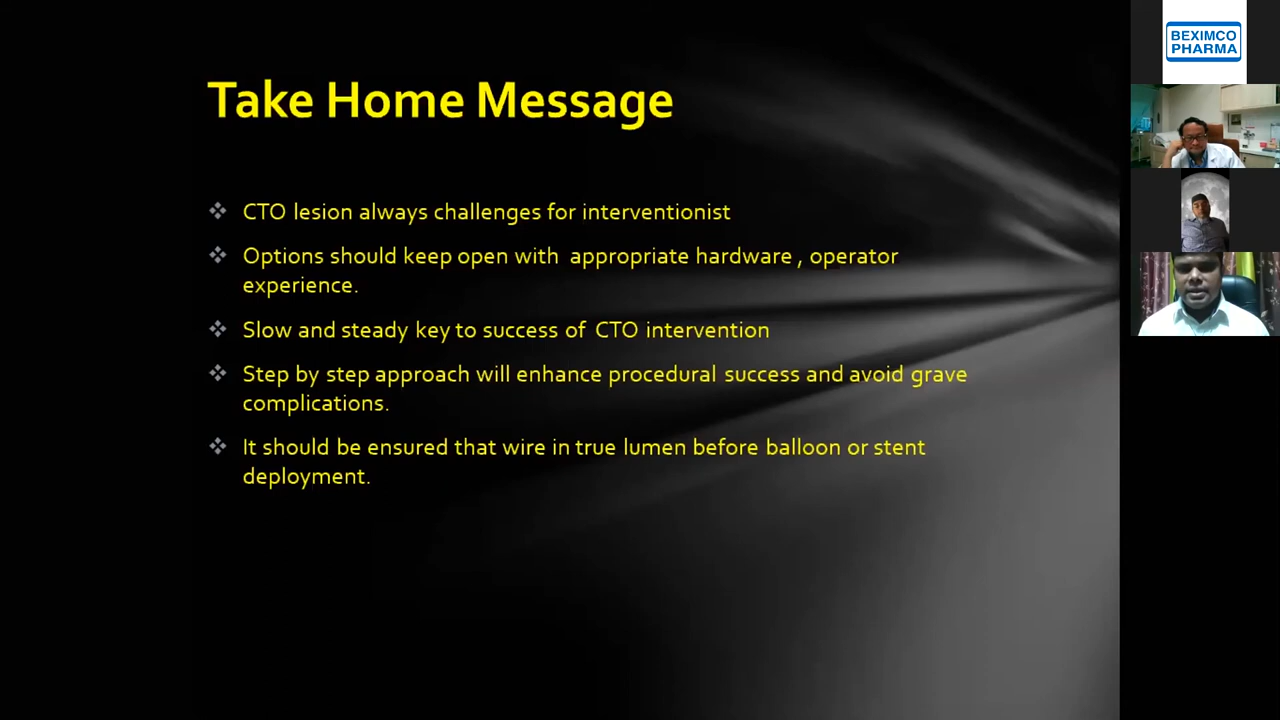 Take Home Message
CTO lesion always challenges for interventionist
Options should keep open with appropriate hardware , operator
experience.
Slow and steady key to success of CTO intervention
Step by step approach will enhance procedural success and avoid grave
complications.
It should be ensured that wire in true lumen before balloon or stent
deployment.
BEXIMCO
PHARMA